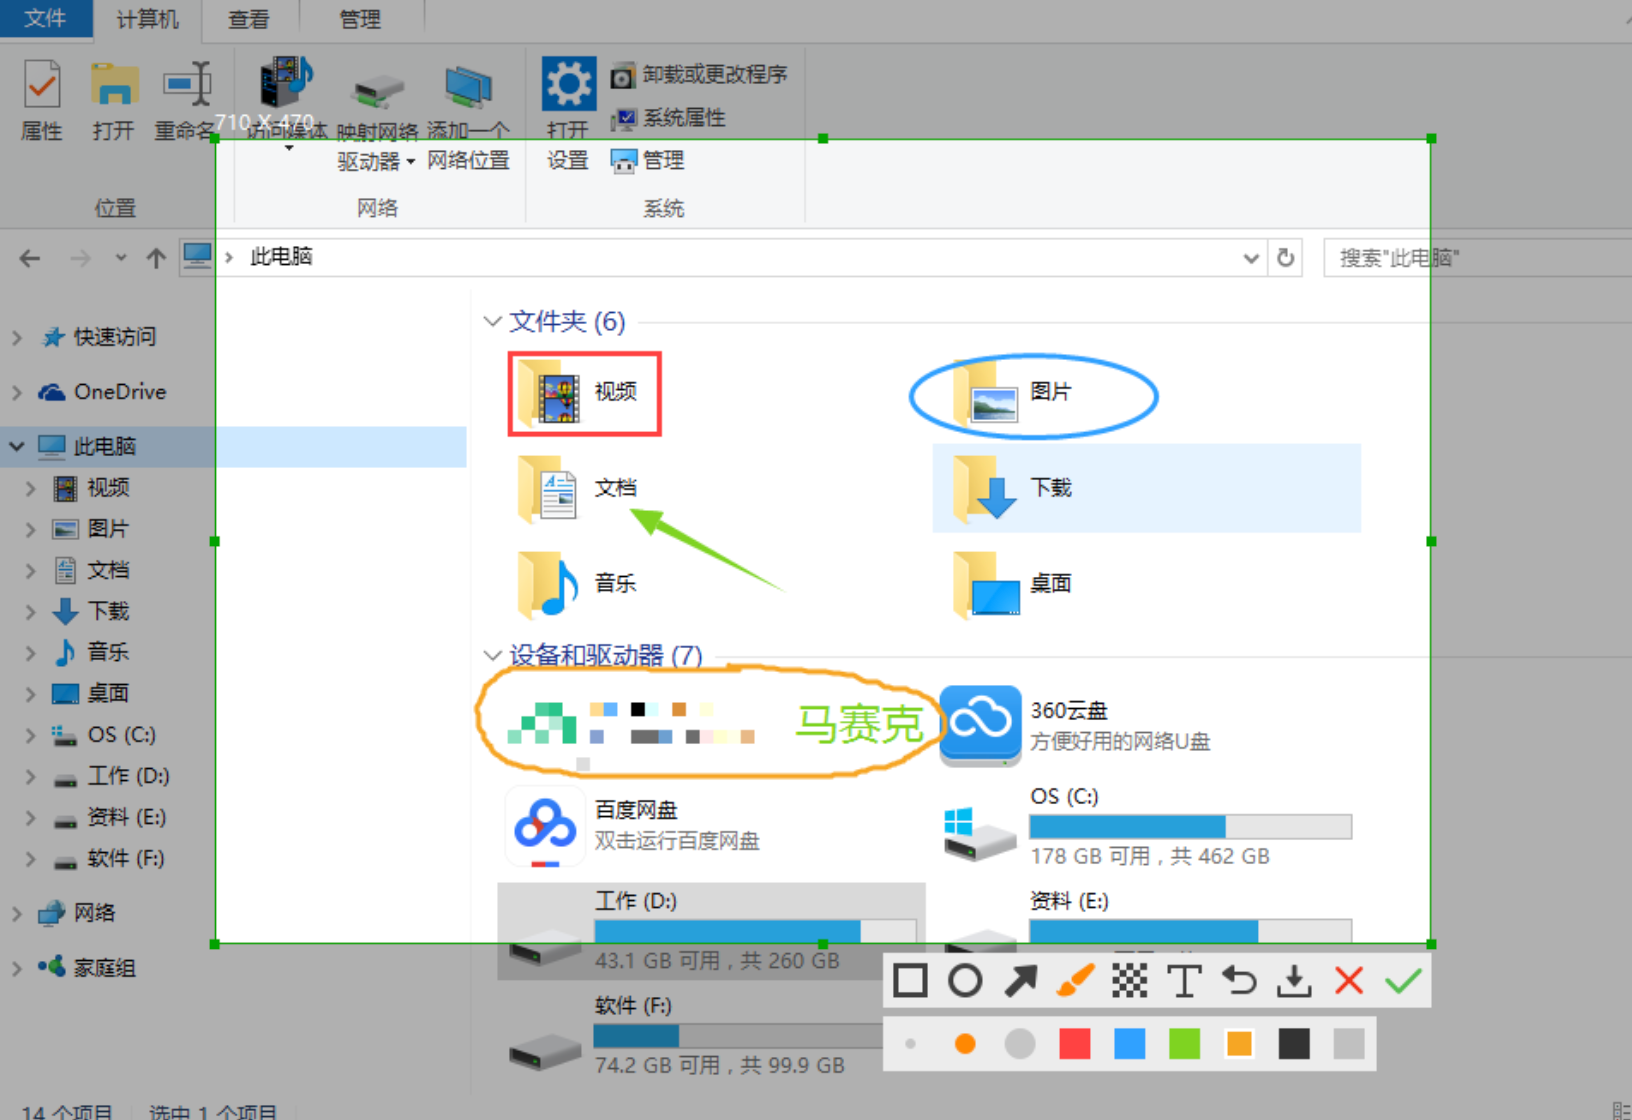 文件 计算机 查看 管理
卸载或更改程序
系统属性
属性 打开 重命名 访问媒体 映射网络 添加一个 打开
710 X 470
驱动器 网络位置 设置 管理
位置 网络 系统
此电脑 搜索"此电脑"
文件夹 (6)
快速访问
OneDrive
此电脑
视频
图片
文档
下载
音乐
桌面
OS (C:)
工作 (D:)
资料 (E:)
软件 (F:)
网络
家庭组
视频 图片
文档 下载
音乐 桌面
设备和驱动器 (7)
马赛克
360云盘
方便好用的网络U盘
百度网盘
双击运行百度网盘
OS (C:)
178 GB 可用，共 462 GB
工作 (D:)
43.1 GB 可用，共 260 GB
资料 (E:)
软件 (F:)
74.2 GB 可用，共 99.9 GB
14 个项目 选中 1 个项目